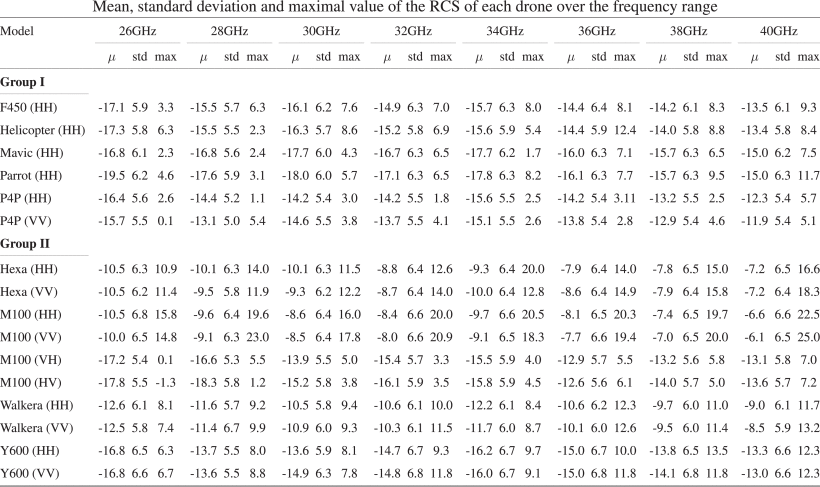 Mean, standard deviation and maximal value of the RCS of each drone over the frequency range
Model 26GHz 28GHz 30GHz 32GHz 34GHz 36GHz 38GHz 40GHz
μ std max μ std max μ std max μ std max μ std max μ std max μ std max μ std max
Group I
F450 (HH) -17.1 5.9 3.3 -15.5 5.7 6.3 -16.1 6.2 7.6 -14.9 6.3 7.0 -15.7 6.3 8.0 -14.4 6.4 8.1 -14.2 6.1 8.3 -13.5 6.1 9.3
Helicopter (HH) -17.3 5.8 6.3 -15.5 5.5 2.3 -16.3 5.7 8.6 -15.2 5.8 6.9 -15.6 5.9 5.4 -14.4 5.9 12.4 -14.0 5.8 8.8 -13.4 5.8 8.4
Mavic (HH) -16.8 6.1 2.3 -16.8 5.6 2.4 -17.7 6.0 4.3 -16.7 6.3 6.5 -17.7 6.2 1.7 -16.0 6.3 7.1 -15.7 6.3 6.5 -15.0 6.2 7.5
Parrot (HH) -19.5 6.2 4.6 -17.6 5.9 3.1 -18.0 6.0 5.7 -17.1 6.3 6.5 -17.8 6.3 8.2 -16.1 6.3 7.7 -15.7 6.3 9.5 -15.0 6.3 11.7
P4P (HH) -16.4 5.6 2.6 -14.4 5.2 1.1 -14.2 5.4 3.0 -14.2 5.5 1.8 -15.6 5.5 2.5 -14.2 5.4 3.11 -13.2 5.5 2.5 -12.3 5.4 5.7
P4P (VV) -15.7 5.5 0.1 -13.1 5.0 5.4 -14.6 5.5 3.8 -13.7 5.5 4.1 -15.1 5.5 2.6 -13.8 5.4 2.8 -12.9 5.4 4.6 -11.9 5.4 5.1
Group II
Hexa (HH) -10.5 6.3 10.9 -10.1 6.3 14.0 -10.1 6.3 11.5 -8.8 6.4 12.6 -9.3 6.4 20.0 -7.9 6.4 14.0 -7.8 6.5 15.0 -7.2 6.5 16.6
Hexa (VV) -10.5 6.2 11.4 -9.5 5.8 11.9 -9.3 6.2 12.2 -8.7 6.4 14.0 -10.0 6.4 12.8 -8.6 6.4 14.9 -7.9 6.4 15.8 -7.2 6.4 18.3
M100 (HH) -10.5 6.8 15.8 -9.6 6.4 19.6 -8.6 6.4 16.0 -8.4 6.6 20.0 -9.7 6.6 20.5 -8.1 6.5 20.3 -7.4 6.5 19.7 -6.6 6.6 22.5
M100 (VV) -10.0 6.5 14.8 -9.1 6.3 23.0 -8.5 6.4 17.8 -8.0 6.6 20.9 -9.1 6.5 18.3 -7.7 6.6 19.4 -7.0 6.5 20.0 -6.1 6.5 25.0
M100 (VH) -17.2 5.4 0.1 -16.6 5.3 5.5 -13.9 5.5 5.0 -15.4 5.7 3.3 -15.5 5.9 4.0 -12.9 5.7 5.5 -13.2 5.6 5.8 -13.1 5.8 7.0
M100 (HV) -17.8 5.5 -1.3 -18.3 5.8 1.2 -15.2 5.8 3.8 -16.1 5.9 3.5 -15.8 5.9 4.5 -12.6 5.6 6.1 -14.0 5.7 5.0 -13.6 5.7 7.2
Walkera (HH) -12.6 6.1 8.1 -11.6 5.7 9.2 -10.5 5.8 9.4 -10.6 6.1 10.0 -12.2 6.1 8.4 -10.6 6.2 12.3 -9.7 6.0 11.0 -9.0 6.1 11.7
Walkera (VV) -12.5 5.8 7.4 -11.4 6.7 9.9 -10.9 6.0 9.3 -10.3 6.1 11.5 -11.7 6.0 8.7 -10.1 6.0 12.6 -9.5 6.0 11.4 -8.5 5.9 13.2
Y600 (HH) -16.8 6.5 6.3 -13.7 5.5 8.0 -13.6 5.9 8.1 -14.7 6.7 9.3 -16.2 6.7 9.7 -15.0 6.7 10.0 -13.8 6.5 13.5 -13.3 6.6 12.3
Y600 (VV) -16.8 6.6 6.7 -13.6 5.5 8.8 -14.9 6.3 7.8 -14.8 6.8 11.8 -16.0 6.7 9.1 -15.0 6.8 11.8 -14.1 6.8 11.8 -13.0 6.6 12.3